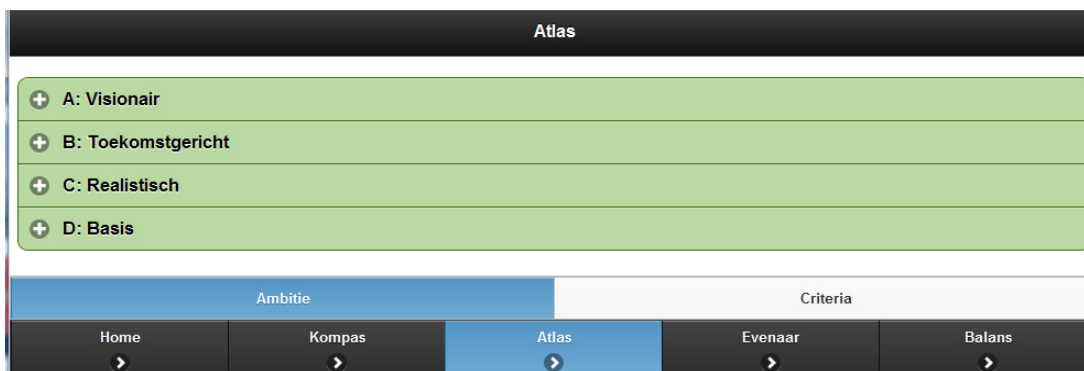 Atlas
A: Visionair
B: Toekomstgericht
C: Realistisch
D: Basis
Ambitie Criteria
Home Kompas Atlas Evenaar Balans